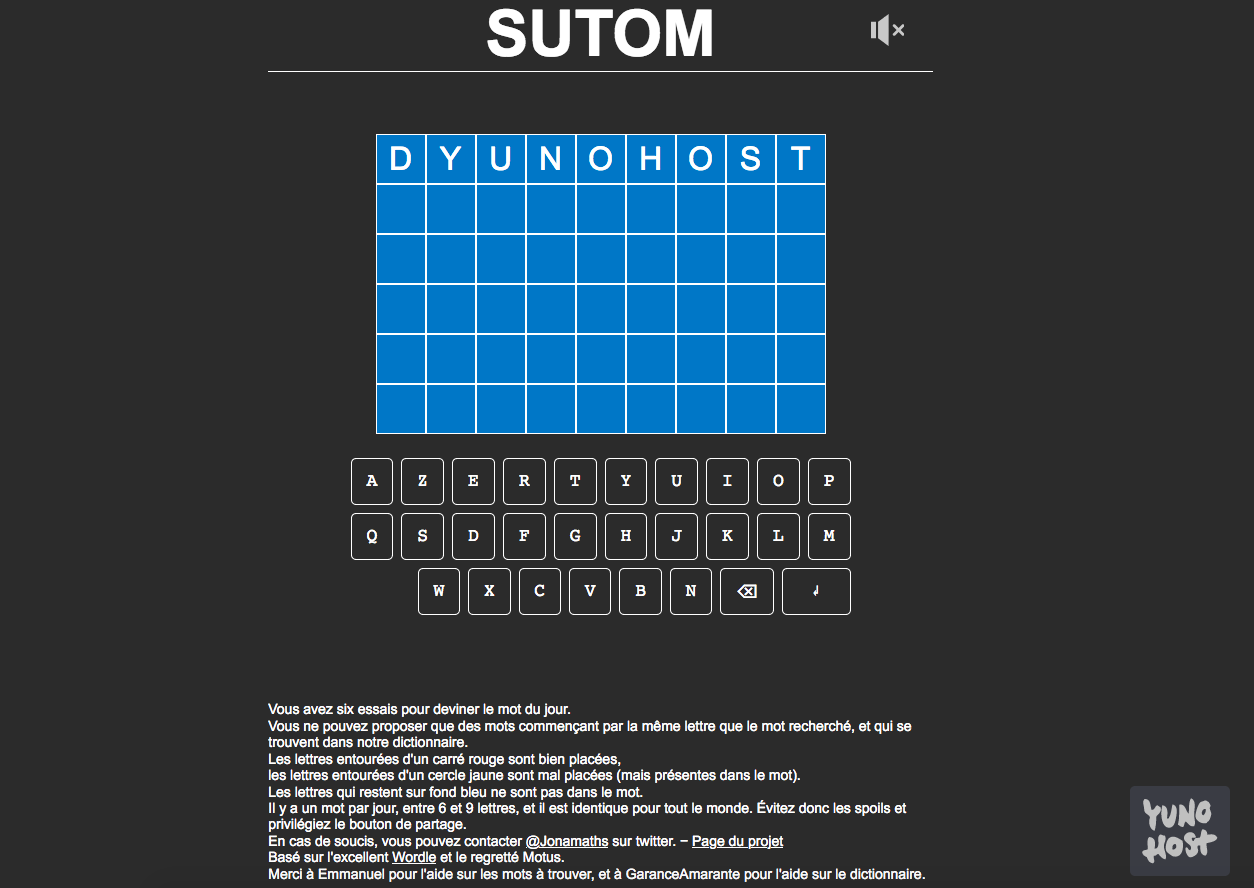 SUTOM
D Y U N O H O S T
A Z E R T Y U I O P
Q S D F G H J K L M
W X C V B N
Vous avez six essais pour deviner le mot du jour.
Vous ne pouvez proposer que des mots commençant par la même lettre que le mot recherché, et qui se
trouvent dans notre dictionnaire.
Les lettres entourées d'un carré rouge sont bien placées,
les lettres entourées d'un cercle jaune sont mal placées (mais présentes dans le mot).
Les lettres qui restent sur fond bleu ne sont pas dans le mot.
Il y a un mot par jour, entre 6 et 9 lettres, et il est identique pour tout le monde. Évitez donc les spoils et
privilégiez le bouton de partage.
En cas de soucis, vous pouvez contacter @Jonamaths sur twitter. – Page du projet
Basé sur l'excellent Wordle et le regretté Motus.
Merci à Emmanuel pour l'aide sur les mots à trouver, et à GaranceAmarante pour l'aide sur le dictionnaire.
YUNO
HOST